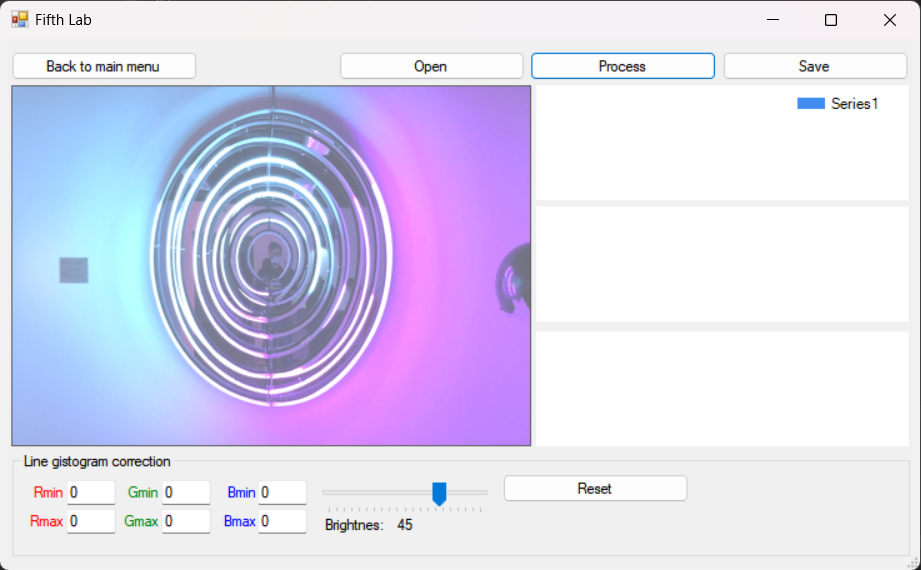 Fifth Lab
Back to main menu
Open
Process
Save
Series1
Line gistogram correction
Rmin 0 Gmin 0 Bmin 0
Reset
Rmax 0 Gmax 0 Bmax 0
Brightnes: 45